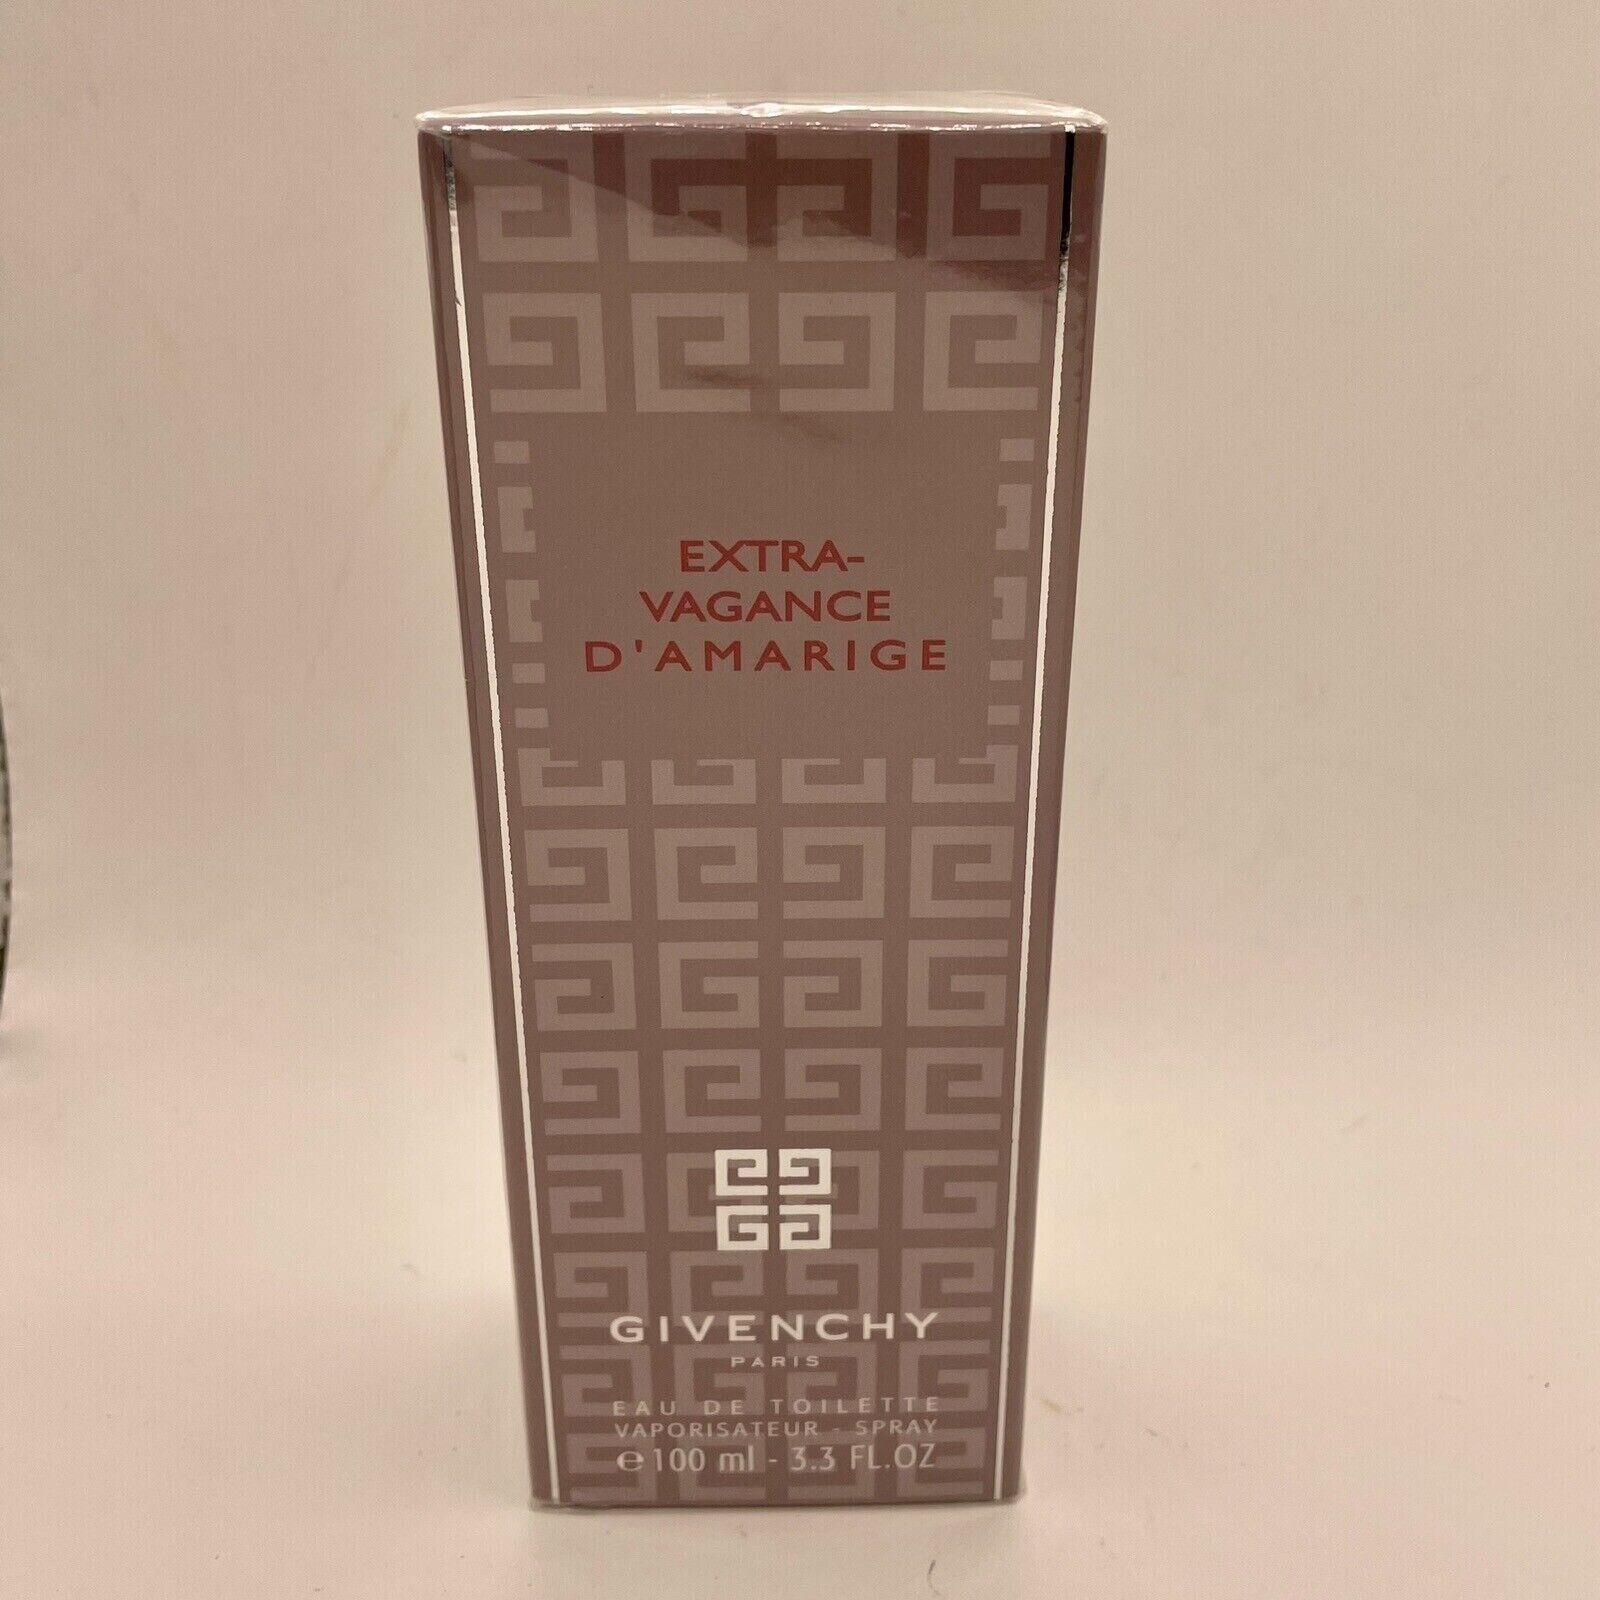 EXTRA-
VAGANCE
D'AMARIGE
GIVENCHY
PARIS
EAU DE TOILETTE
VAPORISATEUR - SPRAY
℮ 100 ml - 3.3 FL.OZ